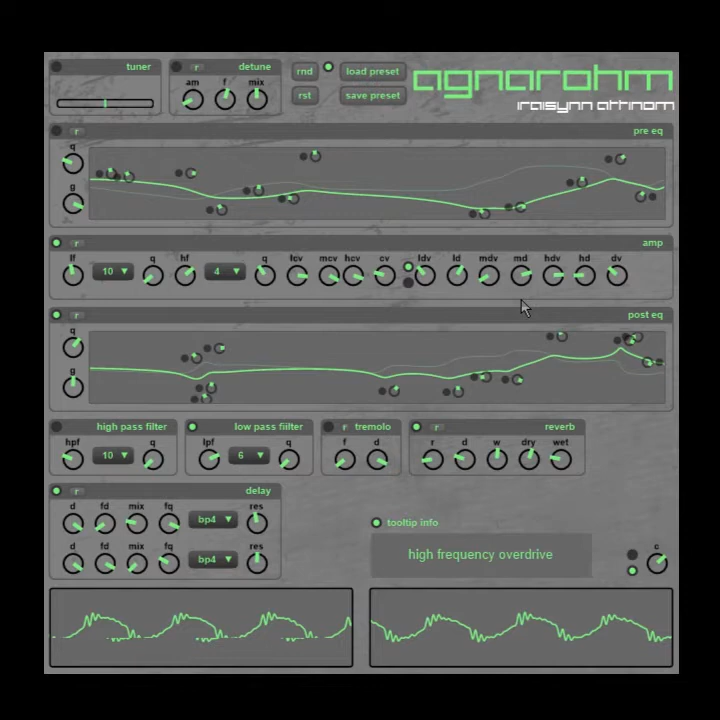 tuner
r detune
am f mix
rnd load preset
rst save preset
agnarohm
iraisynn attinom
r pre eq
q
g
r amp
lf 10 q hf 4 q lcv mcv hcv cv ldv ld mdv md hdv hd dv
r post eq
q
g
high pass filter
hpf 10 q
low pass fiilter
lpf 6 q
r tremolo
f d
r reverb
r d w dry wet
r delay
d fd mix fq bp4 res
d fd mix fq bp4 res
tooltip info
high frequency overdrive
c